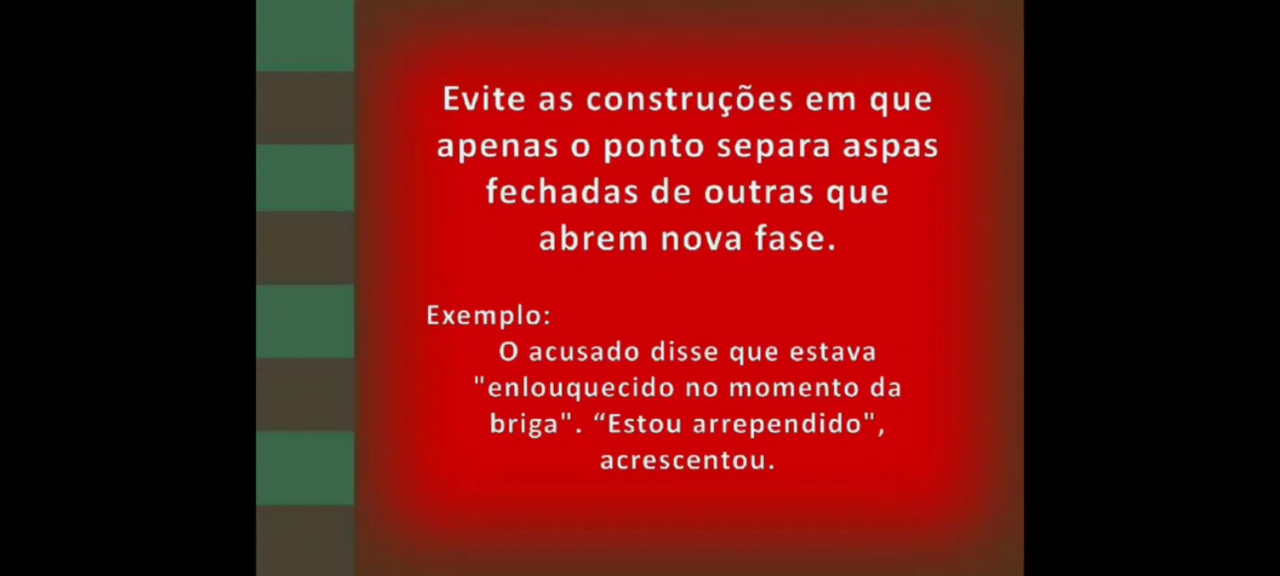 Evite as construções em que
apenas o ponto separa aspas
fechadas de outras que
abrem nova fase.
Exemplo:
O acusado disse que estava
"enlouquecido no momento da
briga". “Estou arrependido",
acrescentou.